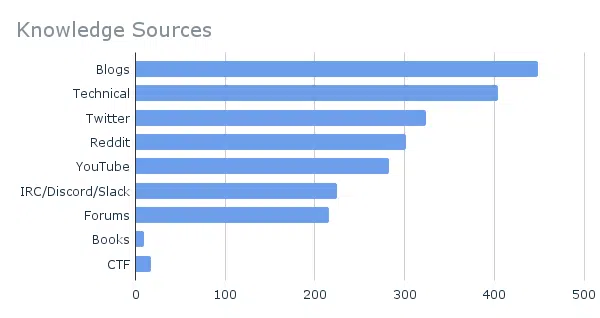 Knowledge Sources
Blogs
Technical
Twitter
Reddit
YouTube
IRC/Discord/Slack
Forums
Books
CTF
0 100 200 300 400 500